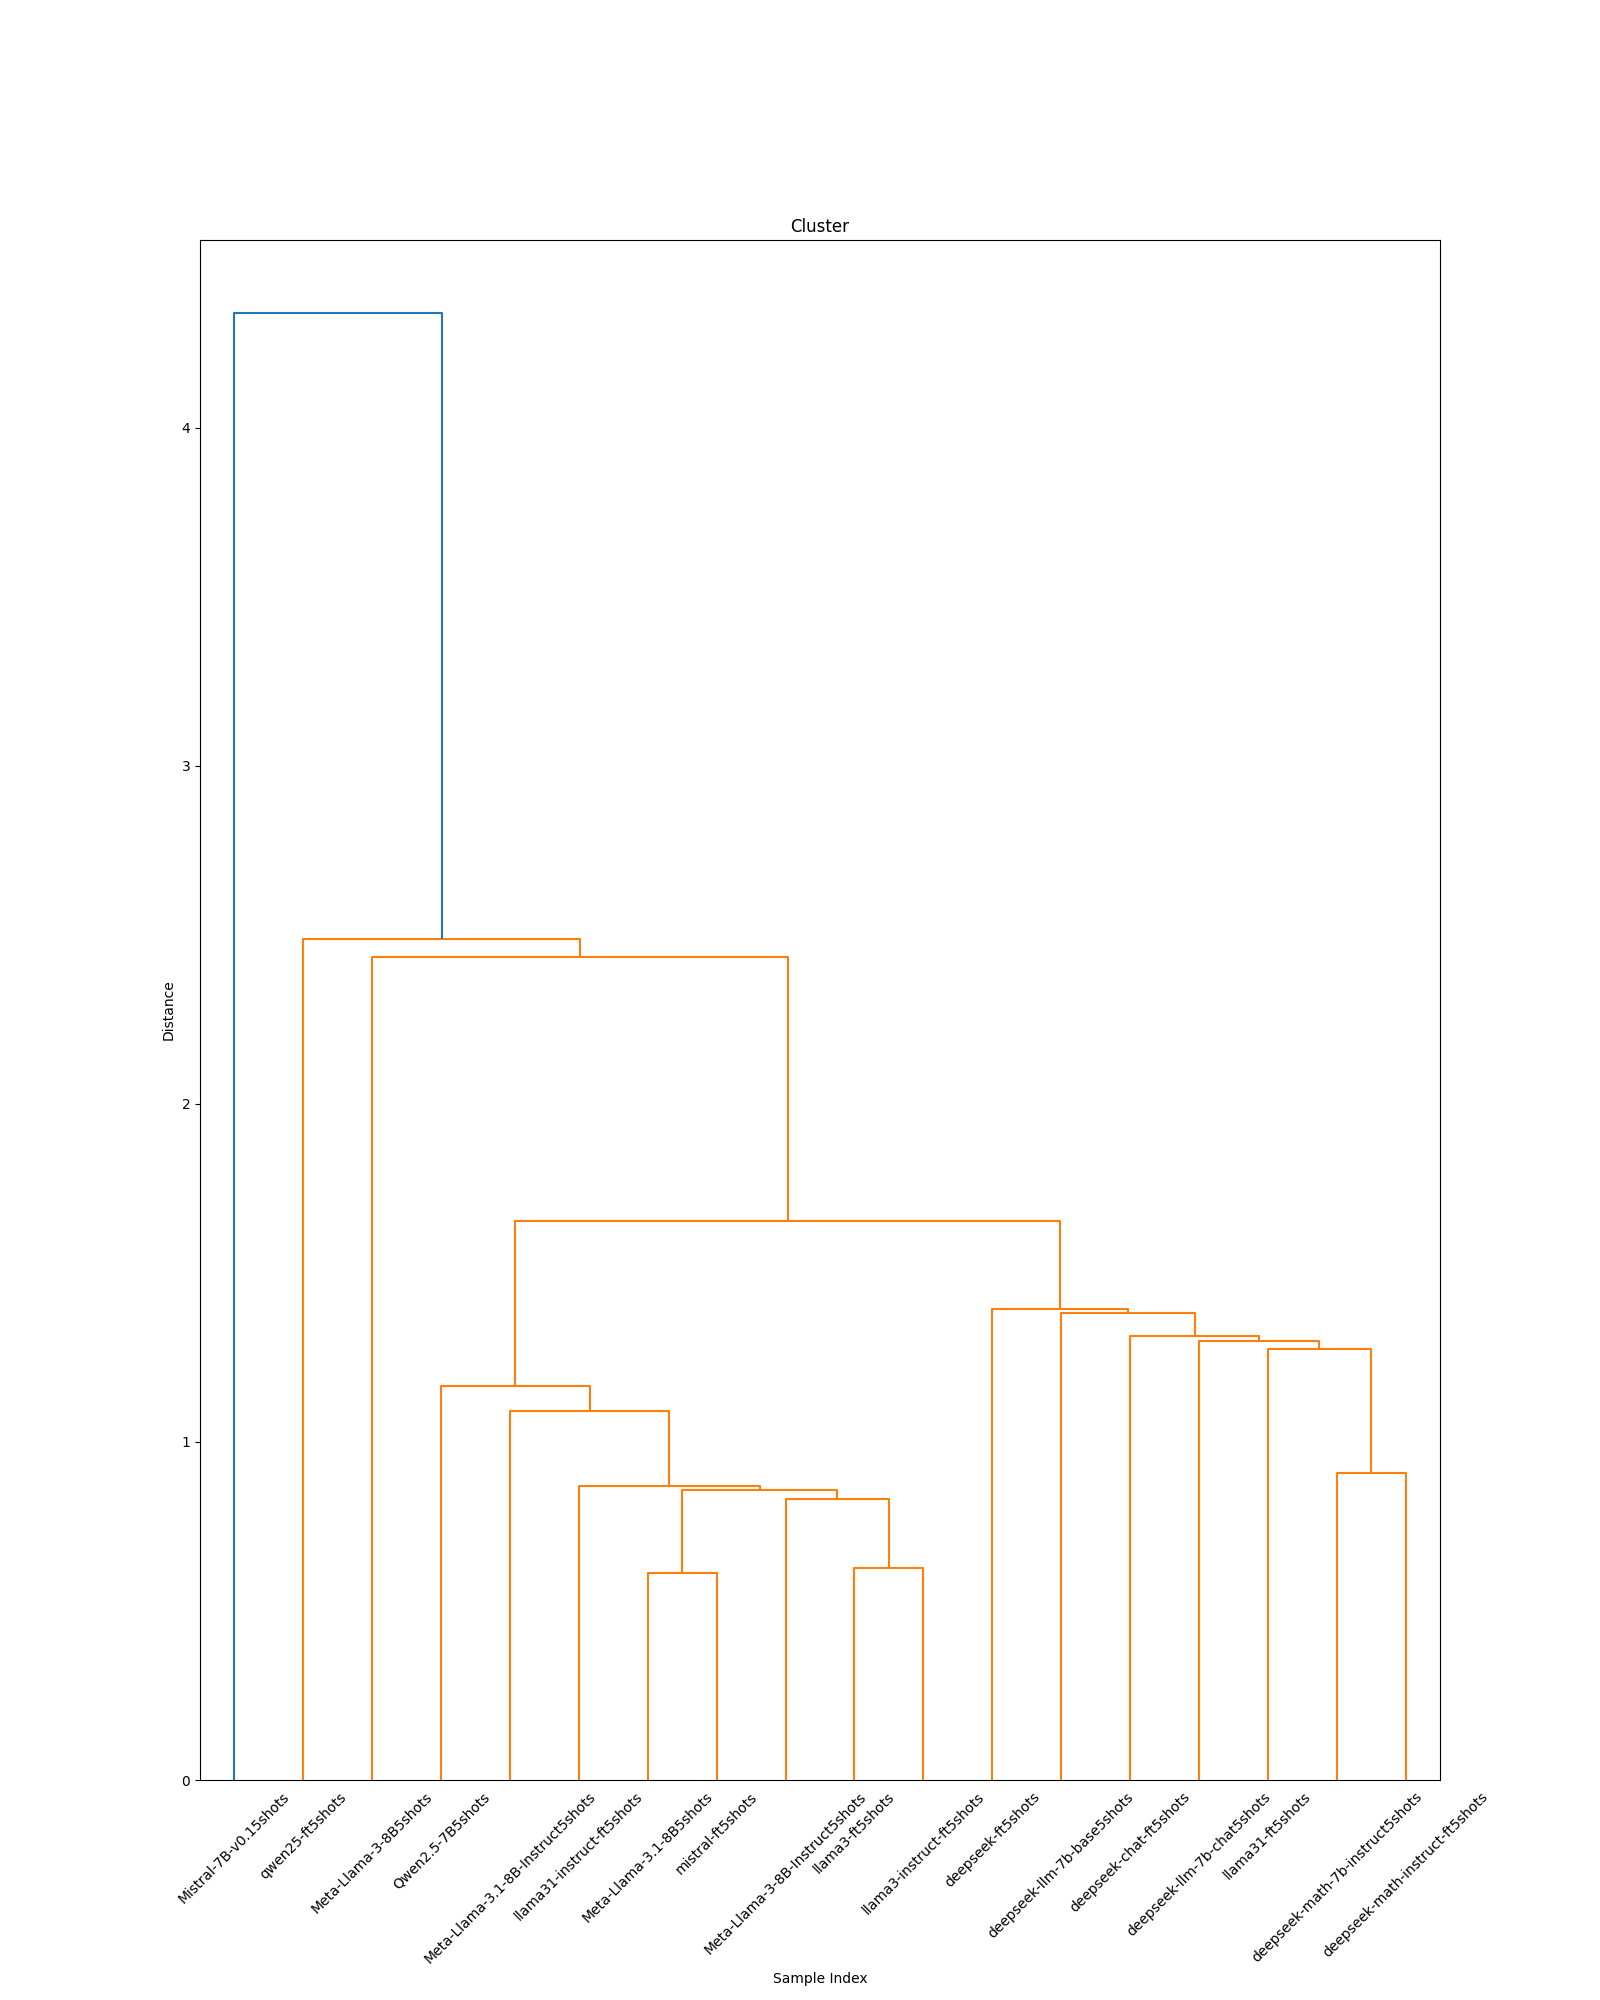 Cluster
4
3
2
1
0
Distance
Mistral-7B-v0.15shots
qwen25-ft5shots
Meta-Llama-3-8B5shots
Qwen2.5-7B5shots
Meta-Llama-3.1-8B-Instruct5shots
llama31-instruct-ft5shots
Meta-Llama-3.1-8B5shots
mistral-ft5shots
Meta-Llama-3-8B-Instruct5shots
llama3-ft5shots
llama3-instruct-ft5shots
deepseek-ft5shots
deepseek-llm-7b-base5shots
deepseek-chat-ft5shots
deepseek-llm-7b-chat5shots
llama31-ft5shots
deepseek-math-7b-instruct5shots
deepseek-math-instruct-ft5shots
Sample Index